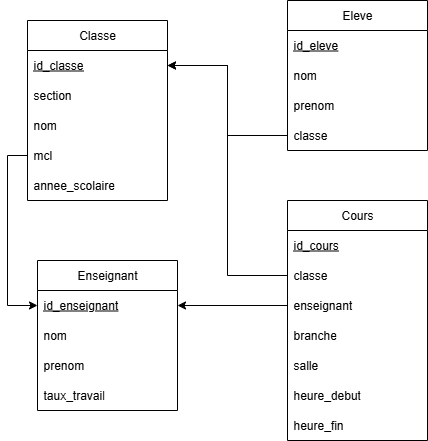 Classe
id_classe
section
nom
mcl
annee_scolaire
Eleve
id_eleve
nom
prenom
classe
Enseignant
id_enseignant
nom
prenom
taux_travail
Cours
id_cours
classe
enseignant
branche
salle
heure_debut
heure_fin